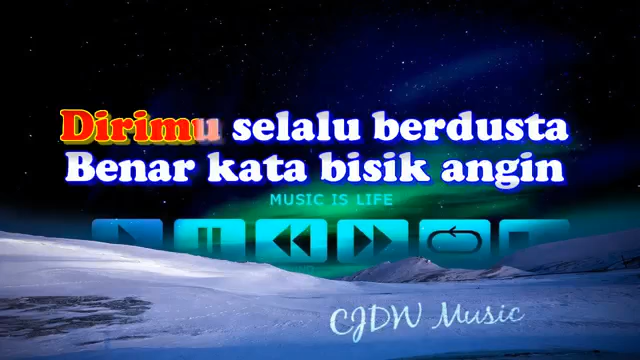 Dirimu selalu berdusta
Benar kata bisik angin
MUSIC IS LIFE
CJDW Music